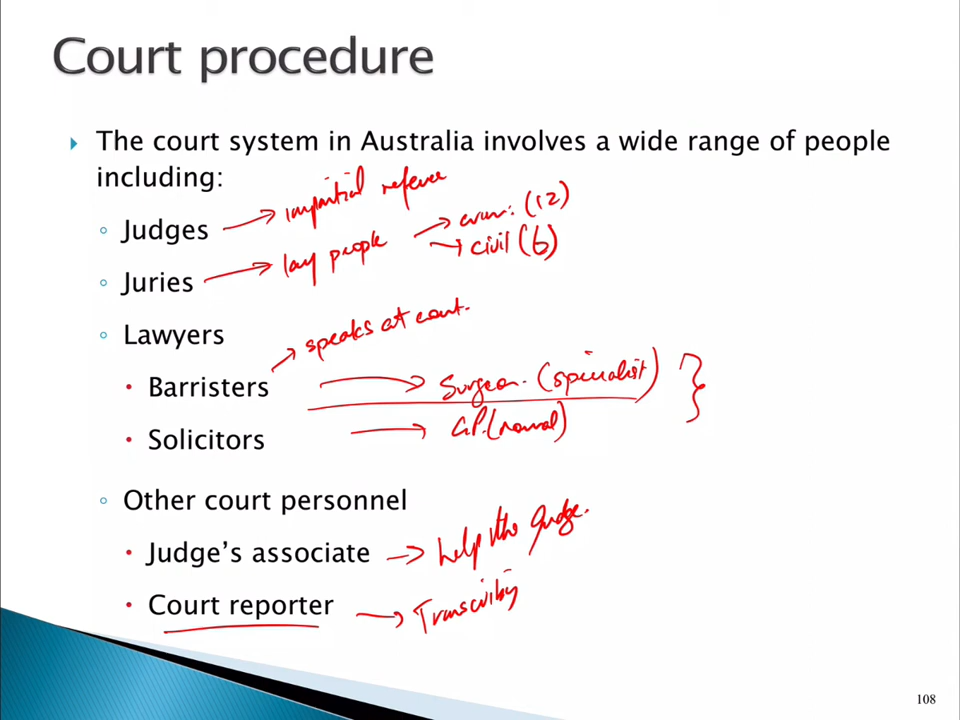 Court procedure
The court system in Australia involves a wide range of people
including:
Judges → impartial referee
Juries → lay people → (12)
→ civil (6)
Lawyers
Barristers → speaks at court.
→ Surgeon. (specialist)
Solicitors → GP. (normal)
Other court personnel
Judge's associate → help the judge.
Court reporter → Transcribing
108